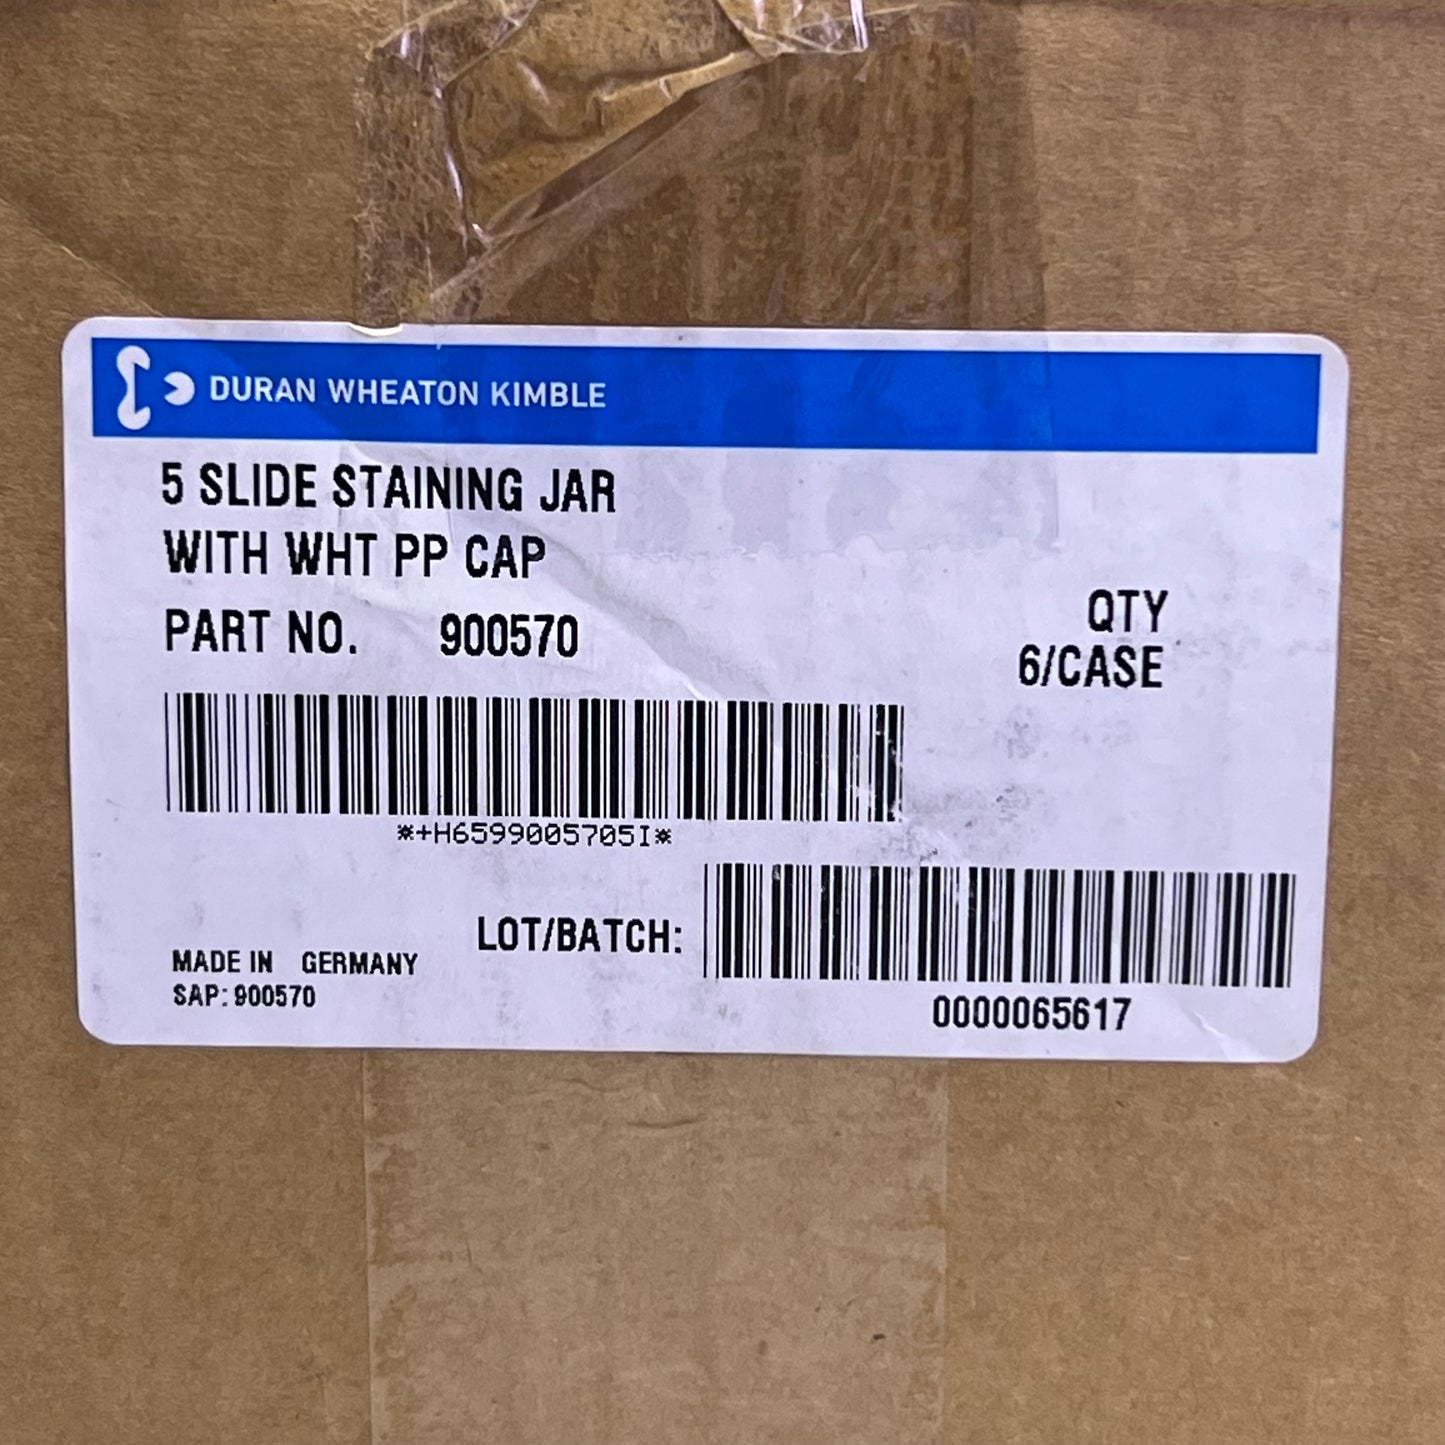 DURAN WHEATON KIMBLE
5 SLIDE STAINING JAR
WITH WHT PP CAP
PART NO. 900570
QTY
6/CASE
*+H6599005705I*
LOT/BATCH:
0000065617
MADE IN GERMANY
SAP: 900570